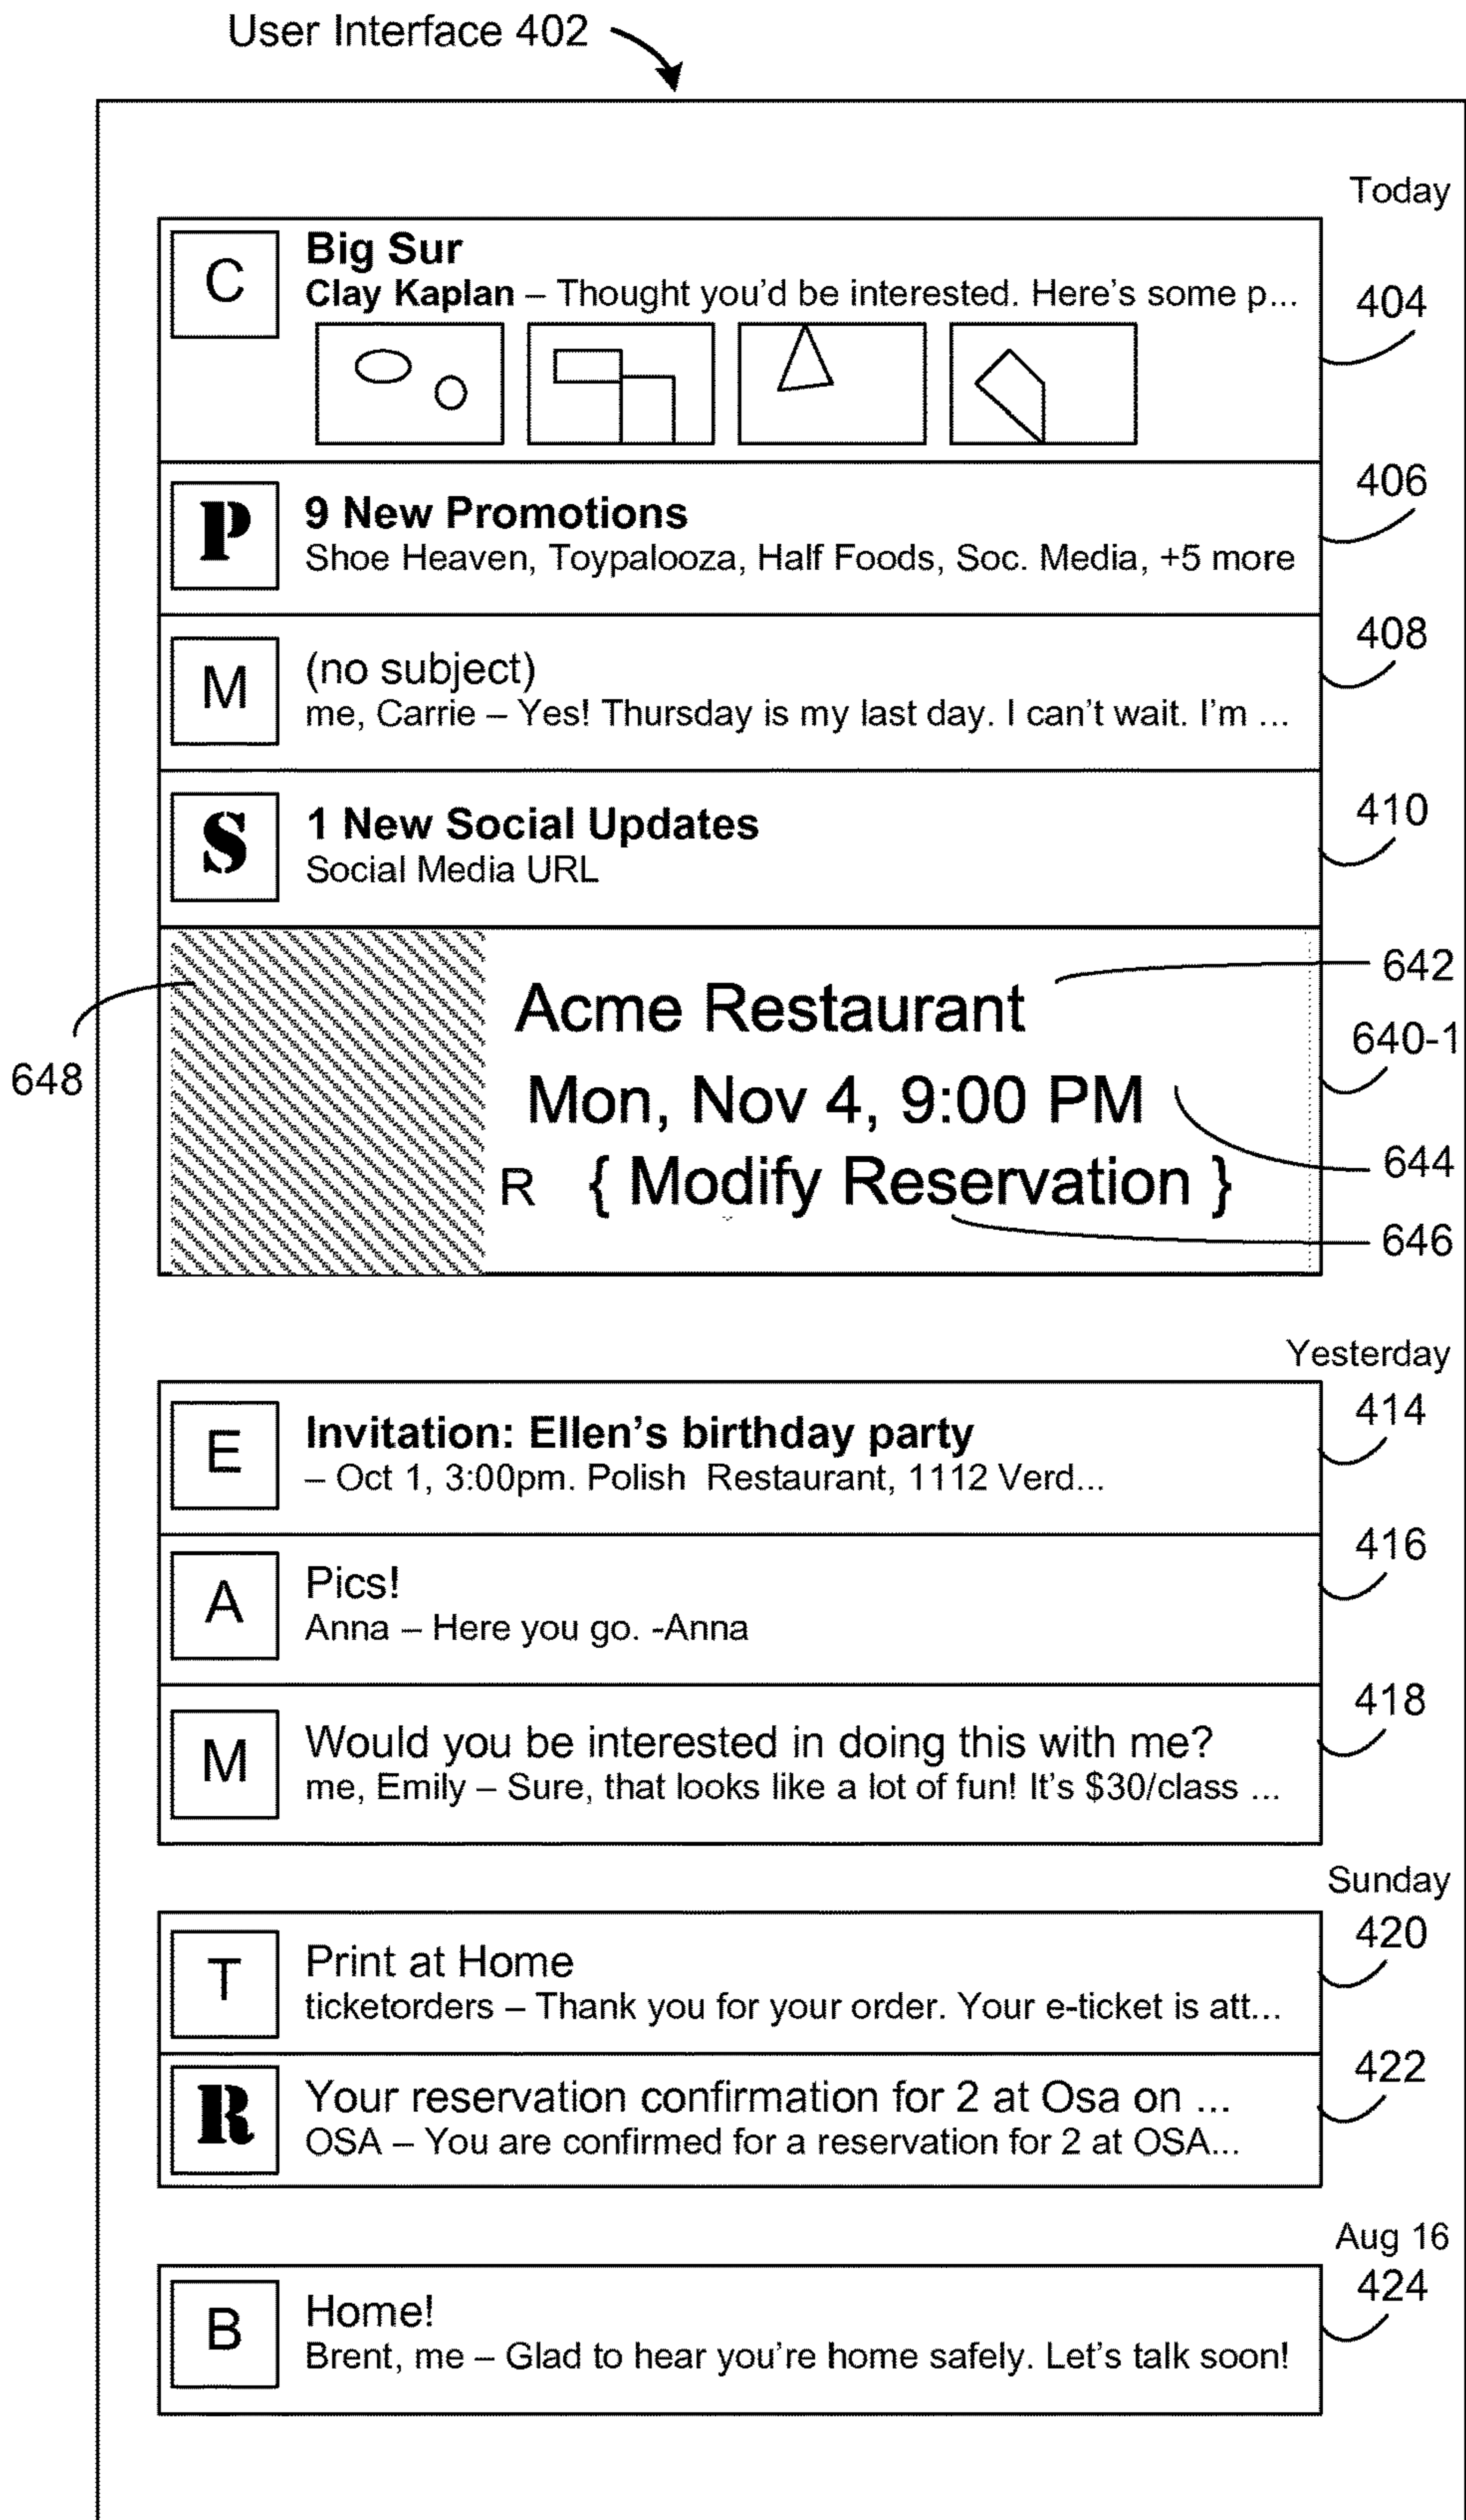 User Interface 402
Today
C
Big Sur
Clay Kaplan – Thought you'd be interested. Here's some p...
404
406
P
9 New Promotions
Shoe Heaven, Toypalooza, Half Foods, Soc. Media, +5 more
408
M
(no subject)
me, Carrie – Yes! Thursday is my last day. I can't wait. I'm ...
410
S
1 New Social Updates
Social Media URL
642
Acme Restaurant
640-1
648
Mon, Nov 4, 9:00 PM
644
R { Modify Reservation }
646
Yesterday
414
E
Invitation: Ellen's birthday party
– Oct 1, 3:00pm. Polish Restaurant, 1112 Verd...
416
A
Pics!
Anna – Here you go. -Anna
418
M
Would you be interested in doing this with me?
me, Emily – Sure, that looks like a lot of fun! It's $30/class ...
Sunday
420
T
Print at Home
ticketorders – Thank you for your order. Your e-ticket is att...
422
R
Your reservation confirmation for 2 at Osa on ...
OSA – You are confirmed for a reservation for 2 at OSA...
Aug 16
424
B
Home!
Brent, me – Glad to hear you're home safely. Let's talk soon!